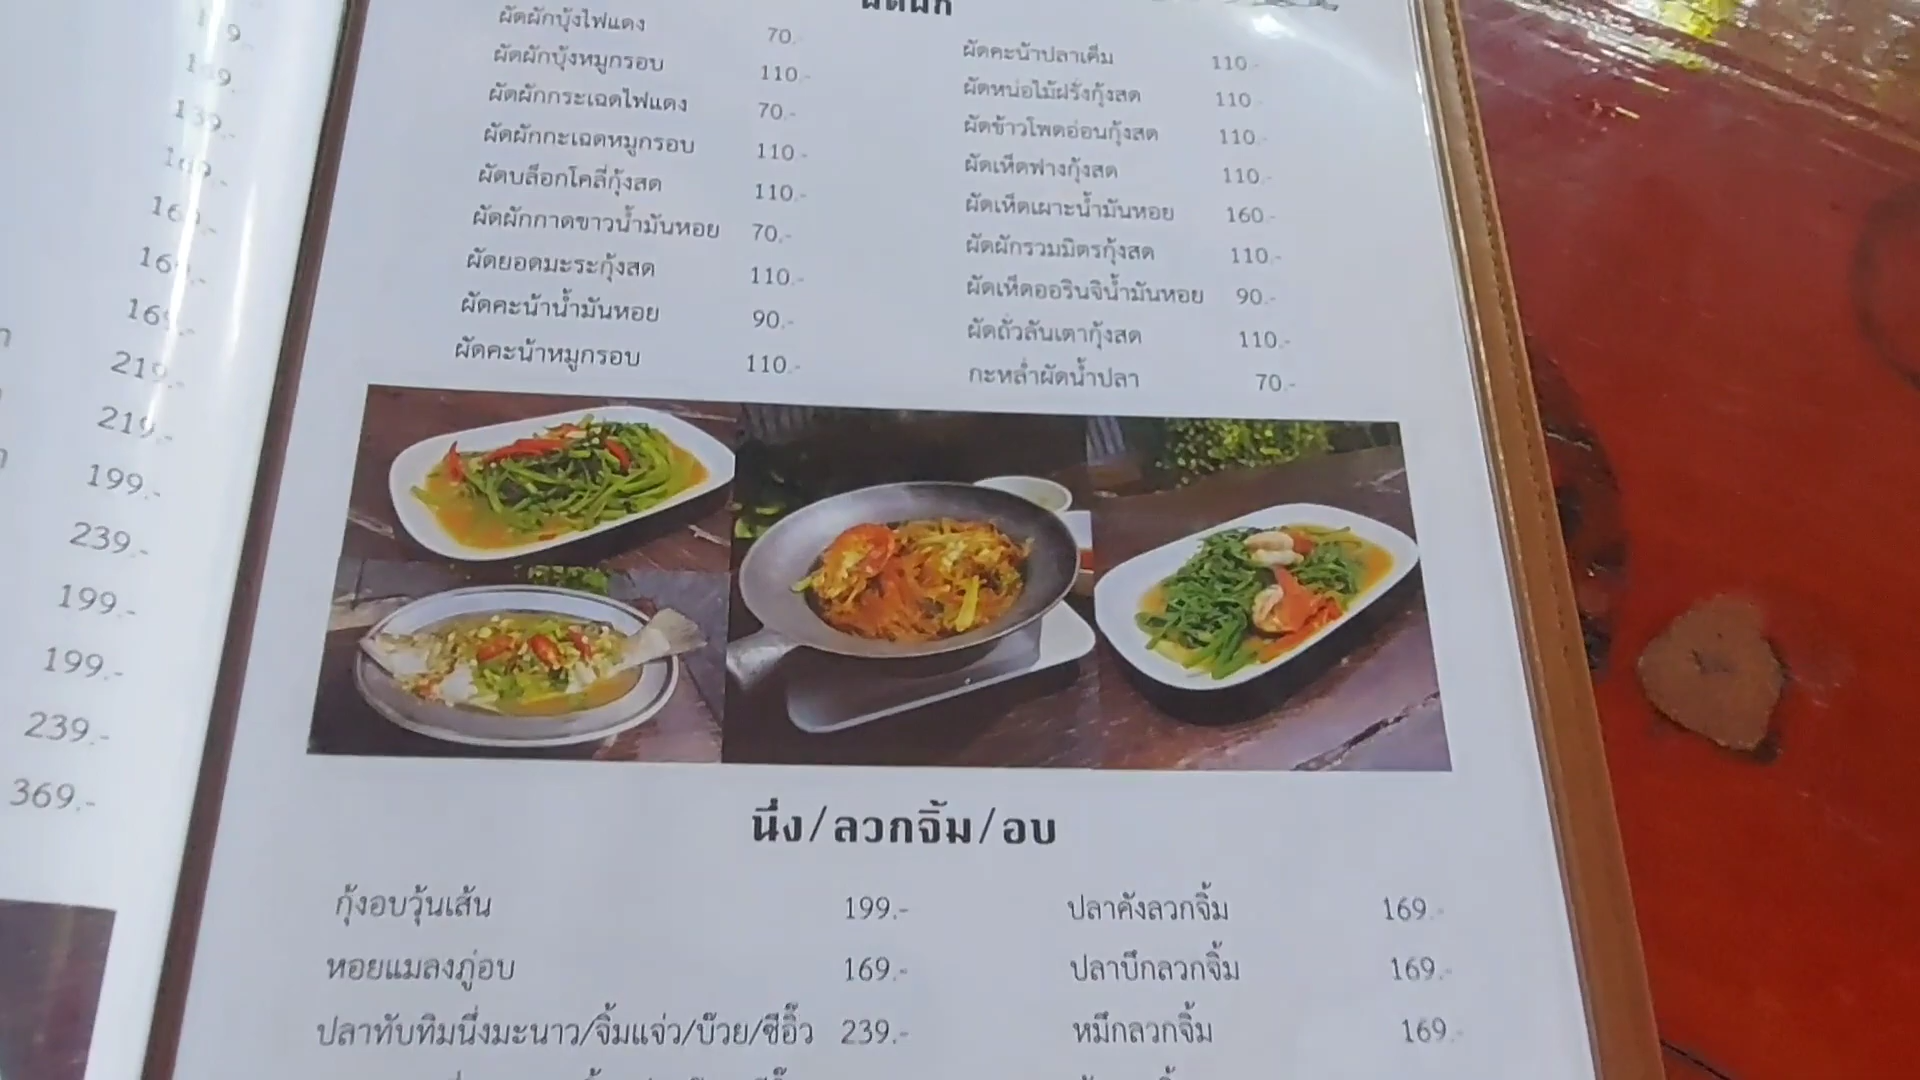 ผัดผัก
ผัดผักบุ้งไฟแดง 70.-
ผัดผักบุ้งหมูกรอบ 110.-
ผัดผักกระเฉดไฟแดง 70.-
ผัดผักกะเฉดหมูกรอบ 110.-
ผัดบล็อกโคลี่กุ้งสด 110.-
ผัดผักกาดขาวน้ำมันหอย 70.-
ผัดยอดมะระกุ้งสด 110.-
ผัดคะน้าน้ำมันหอย 90.-
ผัดคะน้าหมูกรอบ 110.-
ผัดคะน้าปลาเค็ม 110.-
ผัดหน่อไม้ฝรั่งกุ้งสด 110.-
ผัดข้าวโพดอ่อนกุ้งสด 110.-
ผัดเห็ดฟางกุ้งสด 110.-
ผัดเห็ดเผาะน้ำมันหอย 160.-
ผัดผักรวมมิตรกุ้งสด 110.-
ผัดเห็ดออรินจิน้ำมันหอย 90.-
ผัดถั่วลันเตากุ้งสด 110.-
กะหล่ำผัดน้ำปลา 70.-
นึ่ง/ลวกจิ้ม/อบ
กุ้งอบวุ้นเส้น 199.-
หอยแมลงภู่อบ 169.-
ปลาทับทิมนึ่งมะนาว/จิ้มแจ่ว/บ๊วย/ซีอิ๊ว 239.-
ปลาคังลวกจิ้ม 169.-
ปลาบึกลวกจิ้ม 169.-
หมึกลวกจิ้ม 169.-
139.-
169.-
169.-
169.-
169.-
219.-
219.-
199.-
239.-
199.-
199.-
239.-
369.-